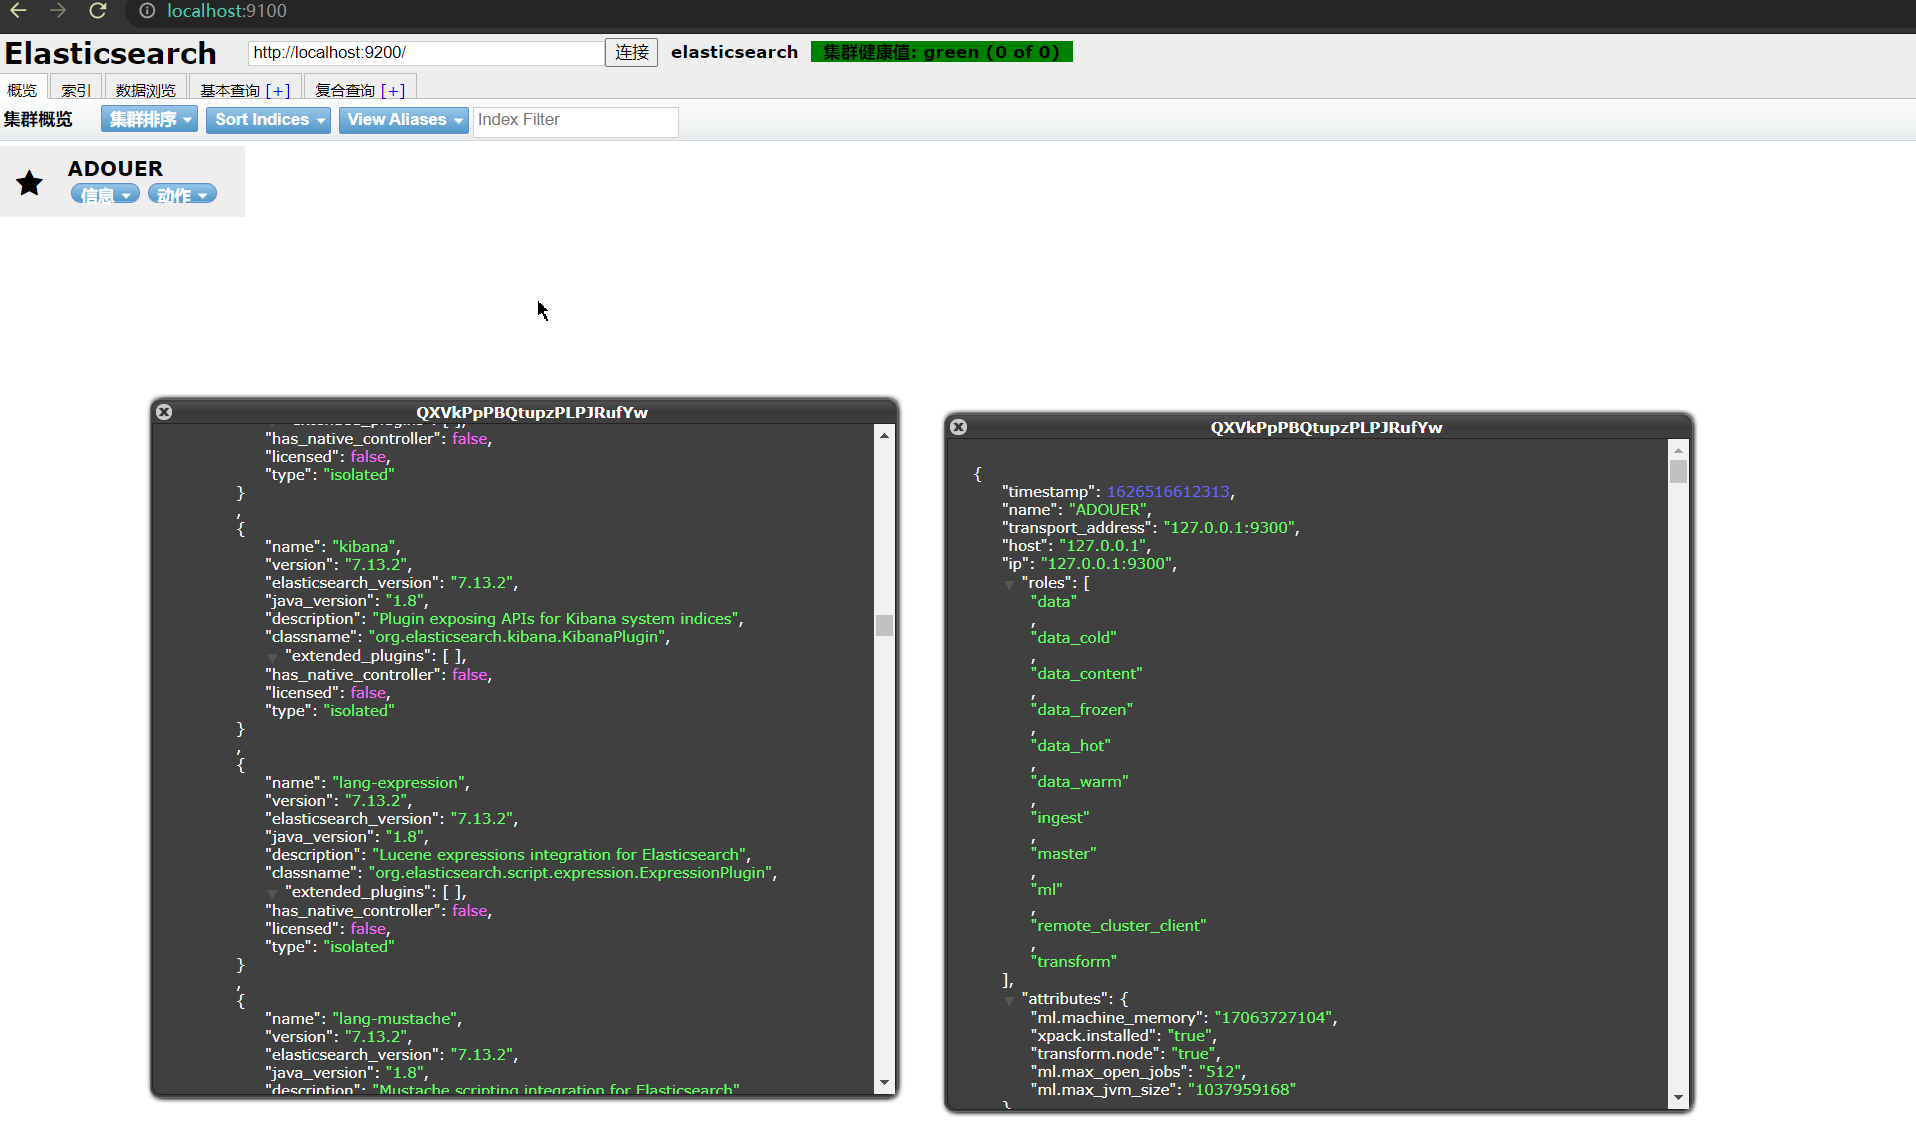 localhost:9100
Elasticsearch
http://localhost:9200/
连接
elasticsearch
集群健康值: green (0 of 0)
概览
索引
数据浏览
基本查询 [+]
复合查询 [+]
集群概览
集群排序
Sort Indices
View Aliases
Index Filter
ADOUER
信息
动作
QXVkPpPBQtupzPLPJRufYw
"extended_plugins": [ ],
"has_native_controller": false,
"licensed": false,
"type": "isolated"
}
,
{
"name": "kibana",
"version": "7.13.2",
"elasticsearch_version": "7.13.2",
"java_version": "1.8",
"description": "Plugin exposing APIs for Kibana system indices",
"classname": "org.elasticsearch.kibana.KibanaPlugin",
"extended_plugins": [ ],
"has_native_controller": false,
"licensed": false,
"type": "isolated"
}
,
{
"name": "lang-expression",
"version": "7.13.2",
"elasticsearch_version": "7.13.2",
"java_version": "1.8",
"description": "Lucene expressions integration for Elasticsearch",
"classname": "org.elasticsearch.script.expression.ExpressionPlugin",
"extended_plugins": [ ],
"has_native_controller": false,
"licensed": false,
"type": "isolated"
}
,
{
"name": "lang-mustache",
"version": "7.13.2",
"elasticsearch_version": "7.13.2",
"java_version": "1.8",
"description": "Mustache scripting integration for Elasticsearch"
QXVkPpPBQtupzPLPJRufYw
{
"timestamp": 1626516612313,
"name": "ADOUER",
"transport_address": "127.0.0.1:9300",
"host": "127.0.0.1",
"ip": "127.0.0.1:9300",
"roles": [
"data"
,
"data_cold"
,
"data_content"
,
"data_frozen"
,
"data_hot"
,
"data_warm"
,
"ingest"
,
"master"
,
"ml"
,
"remote_cluster_client"
,
"transform"
],
"attributes": {
"ml.machine_memory": "17063727104",
"xpack.installed": "true",
"transform.node": "true",
"ml.max_open_jobs": "512",
"ml.max_jvm_size": "1037959168"
}